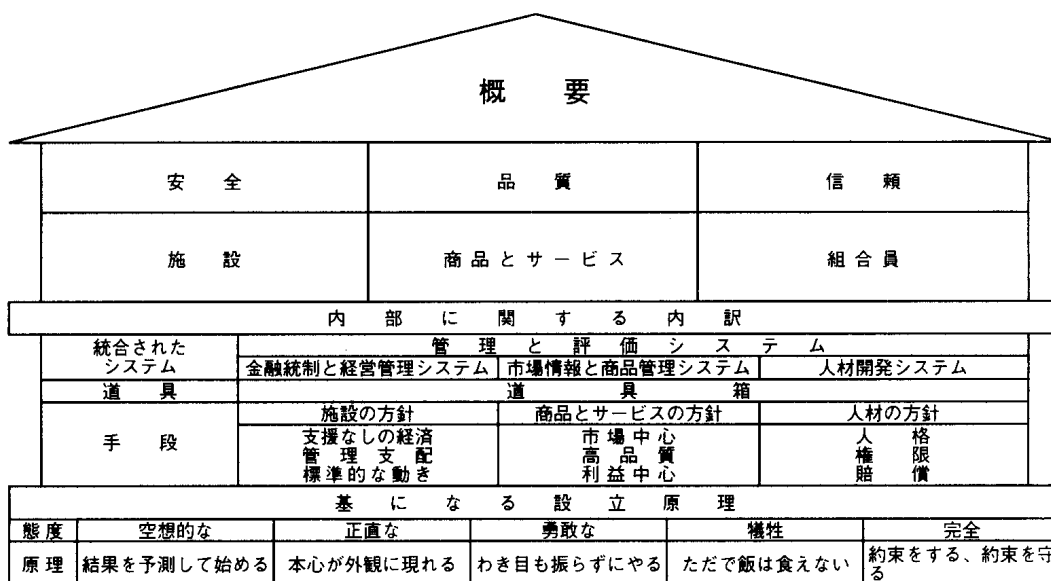 概要
安全 品質 信頼
施設 商品とサービス 組合員
内部に関する内訳
統合された
システム
管理と評価システム
金融統制と経営管理システム 市場情報と商品管理システム 人材開発システム
道具 道具箱
手段
施設の方針 商品とサービスの方針 人材の方針
支援なしの経済 市場中心 人格
管理支配 高品質 権限
標準的な動き 利益中心 賠償
基になる設立原理
態度 空想的な 正直な 勇敢な 犠牲 完全
原理 結果を予測して始める 本心が外観に現れる わき目も振らずにやる ただで飯は食えない 約束をする、約束を守
る